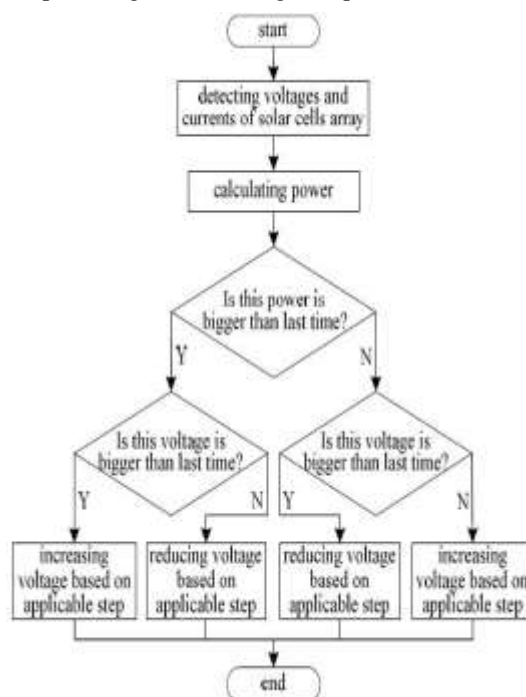 start
detecting voltages and
currents of solar cells array
calculating power
Is this power is
bigger than last time?
Y
N
Is this voltage is
bigger than last time?
Is this voltage is
bigger than last time?
Y
N
Y
N
increasing
voltage based on
applicable step
reducing voltage
based on
applicable step
reducing voltage
based on
applicable step
increasing
voltage based on
applicable step
end